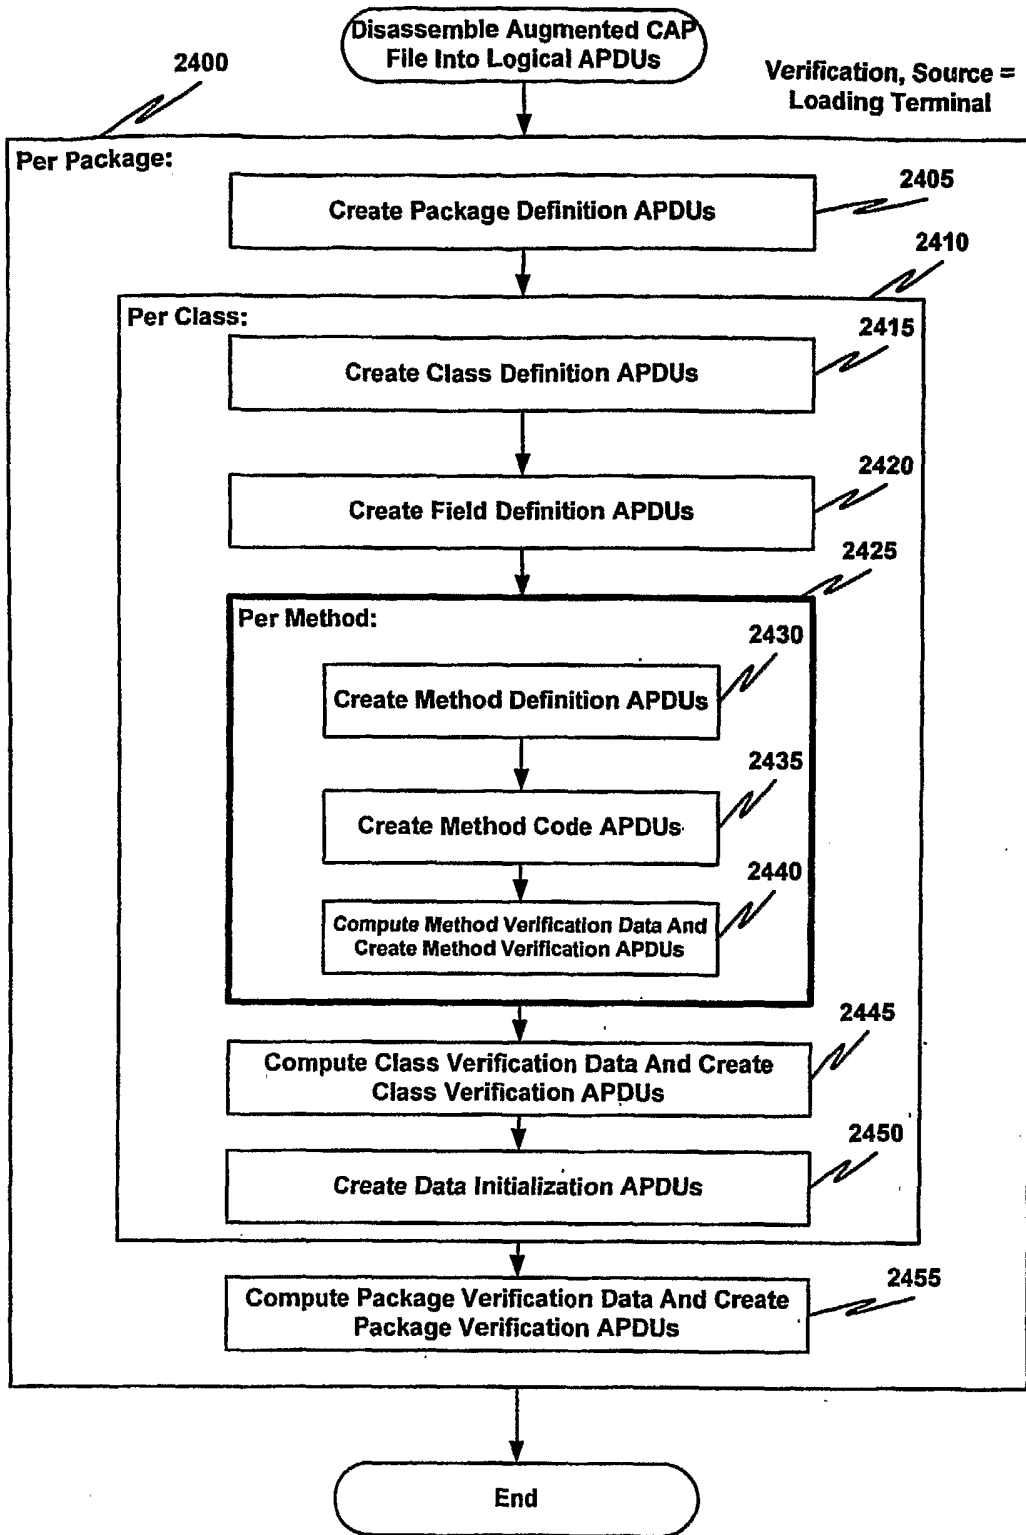 Disassemble Augmented CAP
File Into Logical APDUs
2400
Verification, Source =
Loading Terminal
Per Package:
2405
Create Package Definition APDUs
2410
Per Class:
2415
Create Class Definition APDUs
2420
Create Field Definition APDUs
2425
Per Method:
2430
Create Method Definition APDUs
2435
Create Method Code APDUs
2440
Compute Method Verification Data And
Create Method Verification APDUs
2445
Compute Class Verification Data And Create
Class Verification APDUs
2450
Create Data Initialization APDUs
2455
Compute Package Verification Data And Create
Package Verification APDUs
End